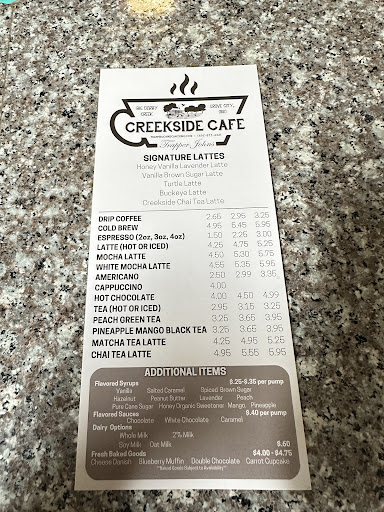 BIG DARBY CREEK
GROVE CITY, OHIO
CREEKSIDE CAFE
Trapper Johns
SIGNATURE LATTES
Honey Vanilla Lavender Latte
Vanilla Brown Sugar Latte
Turtle Latte
Buckeye Latte
Creekside Chai Tea Latte
DRIP COFFEE 2.65 2.95 3.25
COLD BREW 4.95 5.45 5.95
ESPRESSO (2oz, 3oz, 4oz) 1.50 2.25 3.00
LATTE (HOT OR ICED) 4.25 4.75 5.25
MOCHA LATTE 4.50 5.30 5.75
WHITE MOCHA LATTE 4.55 5.35 5.95
AMERICANO 2.50 2.99 3.35
CAPPUCCINO 4.00
HOT CHOCOLATE 4.00 4.50 4.99
TEA (HOT OR ICED) 2.95 3.15 3.25
PEACH GREEN TEA 3.25 3.65 3.95
PINEAPPLE MANGO BLACK TEA 3.25 3.65 3.95
MATCHA TEA LATTE 4.25 4.95 5.25
CHAI TEA LATTE 4.95 5.55 5.95
ADDITIONAL ITEMS
Flavored Syrups $.25-$.35 per pump
Vanilla Salted Caramel Spiced Brown Sugar
Hazelnut Peanut Butter Lavender Peach
Pure Cane Sugar Honey Organic Sweetener Mango, Pineapple
Flavored Sauces $.40 per pump
Chocolate White Chocolate Caramel
Dairy Options
Whole Milk 2% Milk
Soy Milk Oat Milk $.60
Fresh Baked Goods $4.00 - $4.75
Cheese Danish Blueberry Muffin Double Chocolate Carrot Cupcake
**Baked Goods Subject to Availability**